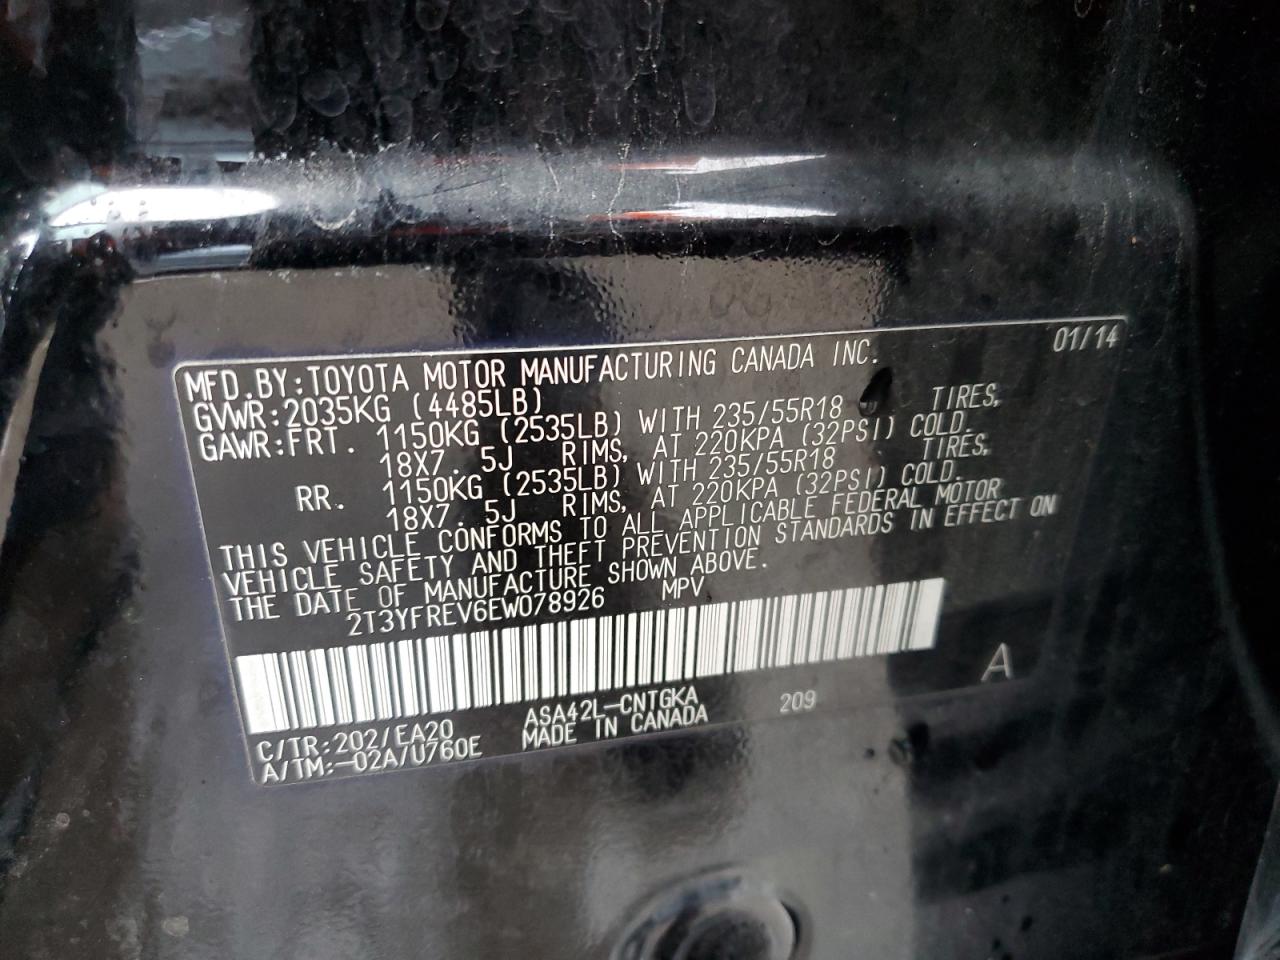 01/14
MFD.BY:TOYOTA MOTOR MANUFACTURING CANADA INC.
GVWR:2035KG (4485LB)
GAWR:FRT. 1150KG (2535LB) WITH 235/55R18 TIRES,
18X7. 5J RIMS, AT 220KPA (32PSI) COLD.
RR. 1150KG (2535LB) WITH 235/55R18 TIRES,
18X7. 5J RIMS, AT 220KPA (32PSI) COLD.
THIS VEHICLE CONFORMS TO ALL APPLICABLE FEDERAL MOTOR
VEHICLE SAFETY AND THEFT PREVENTION STANDARDS IN EFFECT ON
THE DATE OF MANUFACTURE SHOWN ABOVE.
2T3YFREV6EW078926 MPV
A
C/TR:202/EA20 ASA42L-CNTGKA 209
A/TM:-02A/U760E MADE IN CANADA